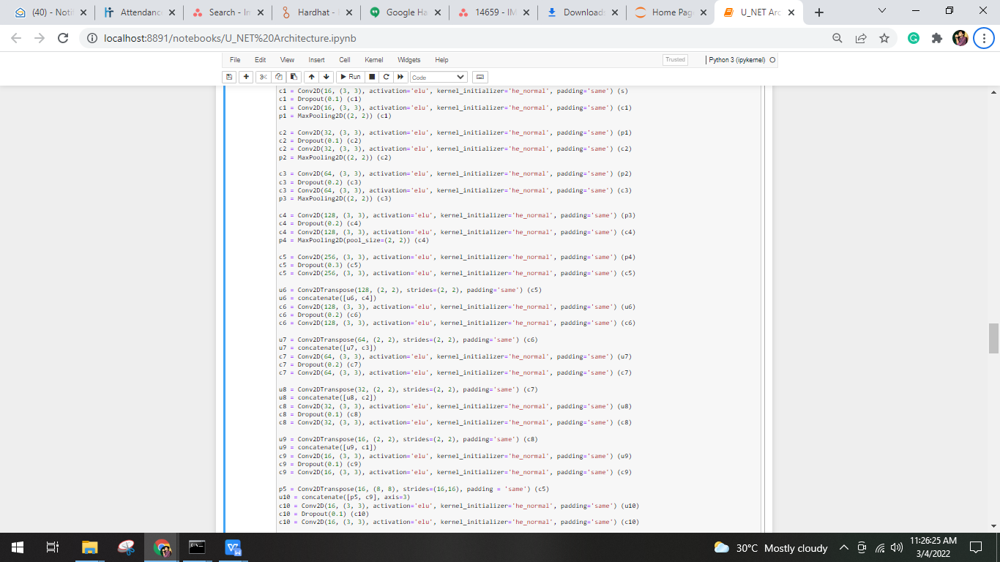 (40) - Noti
Attendanc
Search - In
Hardhat -
Google Ha
14659 - IM
Downloads
Home Pag
U_NET Arc
localhost:8891/notebooks/U_NET%20Architecture.ipynb
File Edit View Insert Cell Kernel Widgets Help
Trusted
Python 3 (ipykernel)
Run
Code
c1 = Conv2D(16, (3, 3), activation='elu', kernel_initializer='he_normal', padding='same') (s)
c1 = Dropout(0.1) (c1)
c1 = Conv2D(16, (3, 3), activation='elu', kernel_initializer='he_normal', padding='same') (c1)
p1 = MaxPooling2D((2, 2)) (c1)
c2 = Conv2D(32, (3, 3), activation='elu', kernel_initializer='he_normal', padding='same') (p1)
c2 = Dropout(0.1) (c2)
c2 = Conv2D(32, (3, 3), activation='elu', kernel_initializer='he_normal', padding='same') (c2)
p2 = MaxPooling2D((2, 2)) (c2)
c3 = Conv2D(64, (3, 3), activation='elu', kernel_initializer='he_normal', padding='same') (p2)
c3 = Dropout(0.2) (c3)
c3 = Conv2D(64, (3, 3), activation='elu', kernel_initializer='he_normal', padding='same') (c3)
p3 = MaxPooling2D((2, 2)) (c3)
c4 = Conv2D(128, (3, 3), activation='elu', kernel_initializer='he_normal', padding='same') (p3)
c4 = Dropout(0.2) (c4)
c4 = Conv2D(128, (3, 3), activation='elu', kernel_initializer='he_normal', padding='same') (c4)
p4 = MaxPooling2D(pool_size=(2, 2)) (c4)
c5 = Conv2D(256, (3, 3), activation='elu', kernel_initializer='he_normal', padding='same') (p4)
c5 = Dropout(0.3) (c5)
c5 = Conv2D(256, (3, 3), activation='elu', kernel_initializer='he_normal', padding='same') (c5)
u6 = Conv2DTranspose(128, (2, 2), strides=(2, 2), padding='same') (c5)
u6 = concatenate([u6, c4])
c6 = Conv2D(128, (3, 3), activation='elu', kernel_initializer='he_normal', padding='same') (u6)
c6 = Dropout(0.2) (c6)
c6 = Conv2D(128, (3, 3), activation='elu', kernel_initializer='he_normal', padding='same') (c6)
u7 = Conv2DTranspose(64, (2, 2), strides=(2, 2), padding='same') (c6)
u7 = concatenate([u7, c3])
c7 = Conv2D(64, (3, 3), activation='elu', kernel_initializer='he_normal', padding='same') (u7)
c7 = Dropout(0.2) (c7)
c7 = Conv2D(64, (3, 3), activation='elu', kernel_initializer='he_normal', padding='same') (c7)
u8 = Conv2DTranspose(32, (2, 2), strides=(2, 2), padding='same') (c7)
u8 = concatenate([u8, c2])
c8 = Conv2D(32, (3, 3), activation='elu', kernel_initializer='he_normal', padding='same') (u8)
c8 = Dropout(0.1) (c8)
c8 = Conv2D(32, (3, 3), activation='elu', kernel_initializer='he_normal', padding='same') (c8)
u9 = Conv2DTranspose(16, (2, 2), strides=(2, 2), padding='same') (c8)
u9 = concatenate([u9, c1])
c9 = Conv2D(16, (3, 3), activation='elu', kernel_initializer='he_normal', padding='same') (u9)
c9 = Dropout(0.1) (c9)
c9 = Conv2D(16, (3, 3), activation='elu', kernel_initializer='he_normal', padding='same') (c9)
p5 = Conv2DTranspose(16, (8, 8), strides=(16,16), padding = 'same') (c5)
u10 = concatenate([p5, c9], axis=3)
c10 = Conv2D(16, (3, 3), activation='elu', kernel_initializer='he_normal', padding='same') (u10)
c10 = Dropout(0.1) (c10)
c10 = Conv2D(16, (3, 3), activation='elu', kernel_initializer='he_normal', padding='same') (c10)
30°C Mostly cloudy
11:26:25 AM
3/4/2022